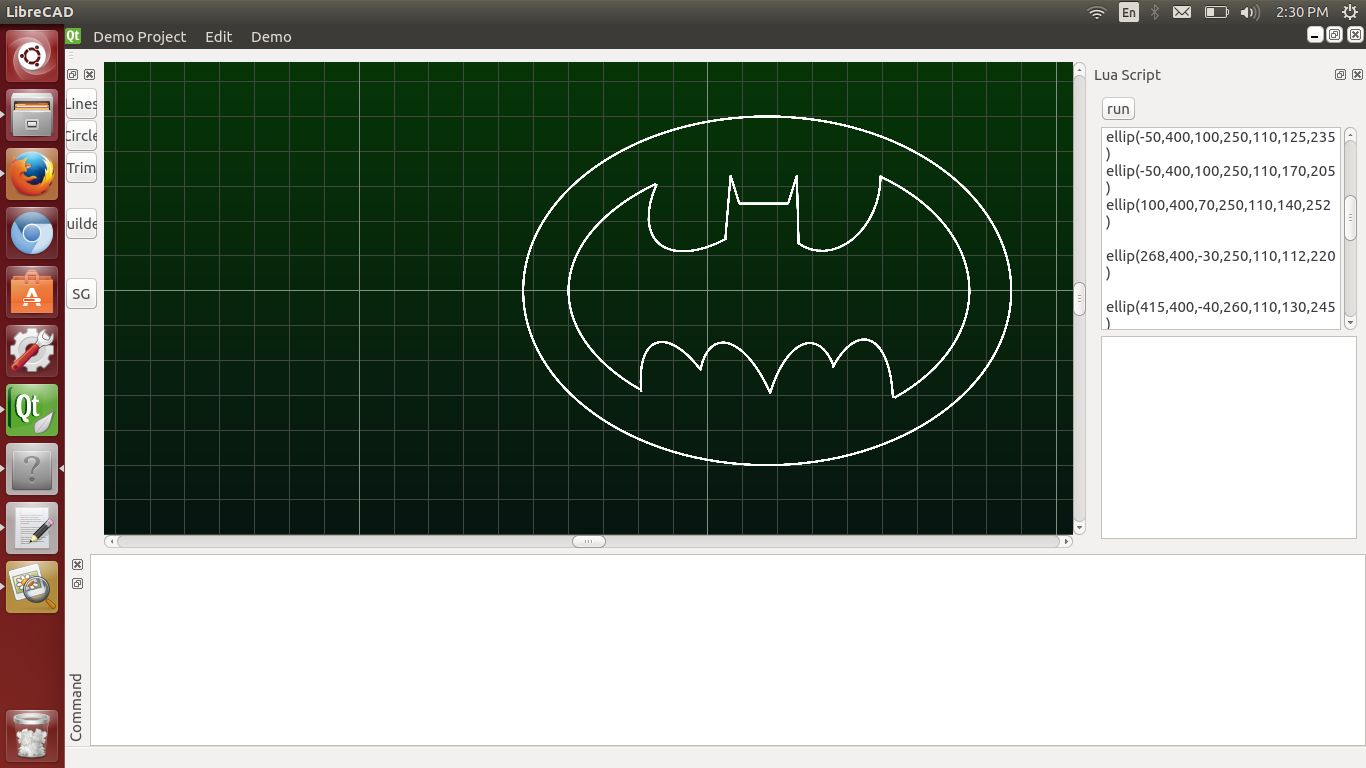 LibreCAD
En
2:30 PM
Qt
Demo Project Edit Demo
Lines
Circle
Trim
uilde
SG
Lua Script
run
ellip(-50,400,100,250,110,125,235
)
ellip(-50,400,100,250,110,170,205
)
ellip(100,400,70,250,110,140,252
)
ellip(268,400,-30,250,110,112,220
)
ellip(415,400,-40,260,110,130,245
)
Qt
?
Command